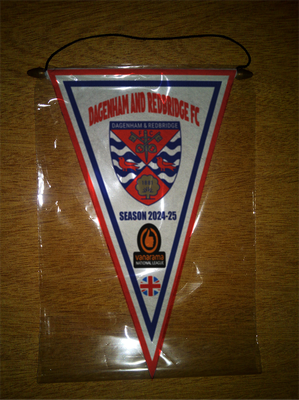 DAGENHAM AND REDBRIDGE FC
DAGENHAM & REDBRIDGE
SEASON 2024-25
vanarama
NATIONAL LEAGUE